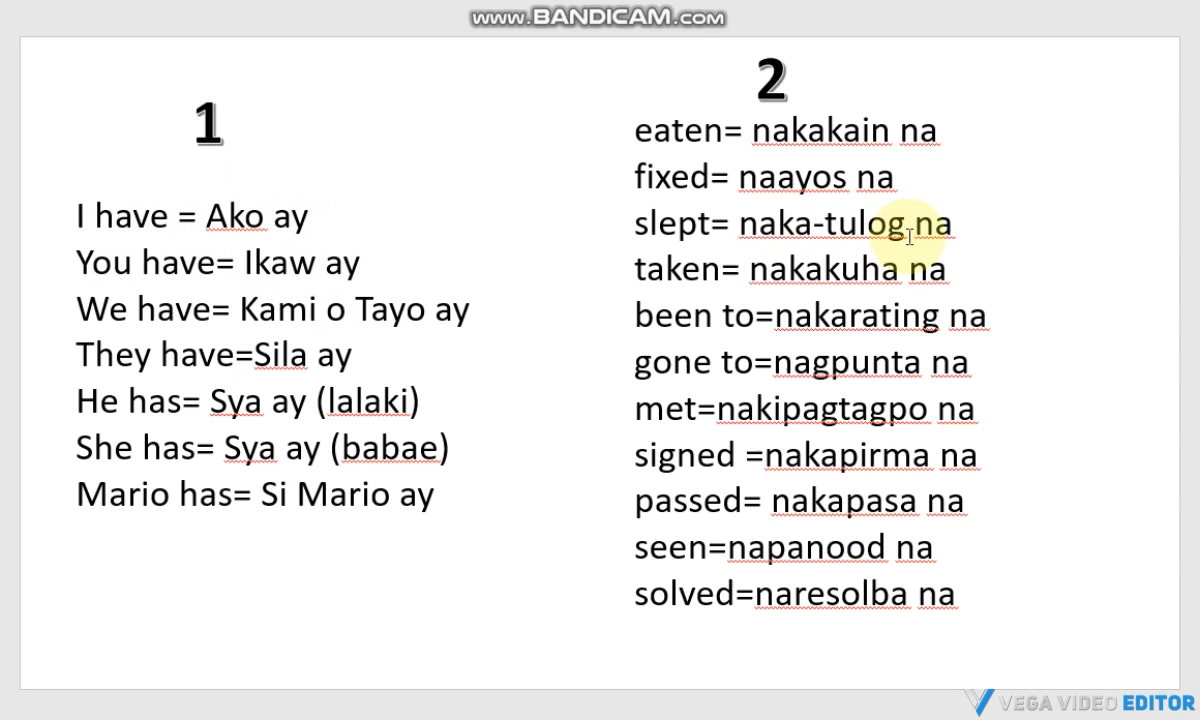 www.BANDICAM.com
1
I have = Ako ay
You have= Ikaw ay
We have= Kami o Tayo ay
They have=Sila ay
He has= Sya ay (lalaki)
She has= Sya ay (babae)
Mario has= Si Mario ay
2
eaten= nakakain na
fixed= naayos na
slept= naka-tulog na
taken= nakakuha na
been to=nakarating na
gone to=nagpunta na
met=nakipagtagpo na
signed =nakapirma na
passed= nakapasa na
seen=napanood na
solved=naresolba na
VEGA VIDEO EDITOR